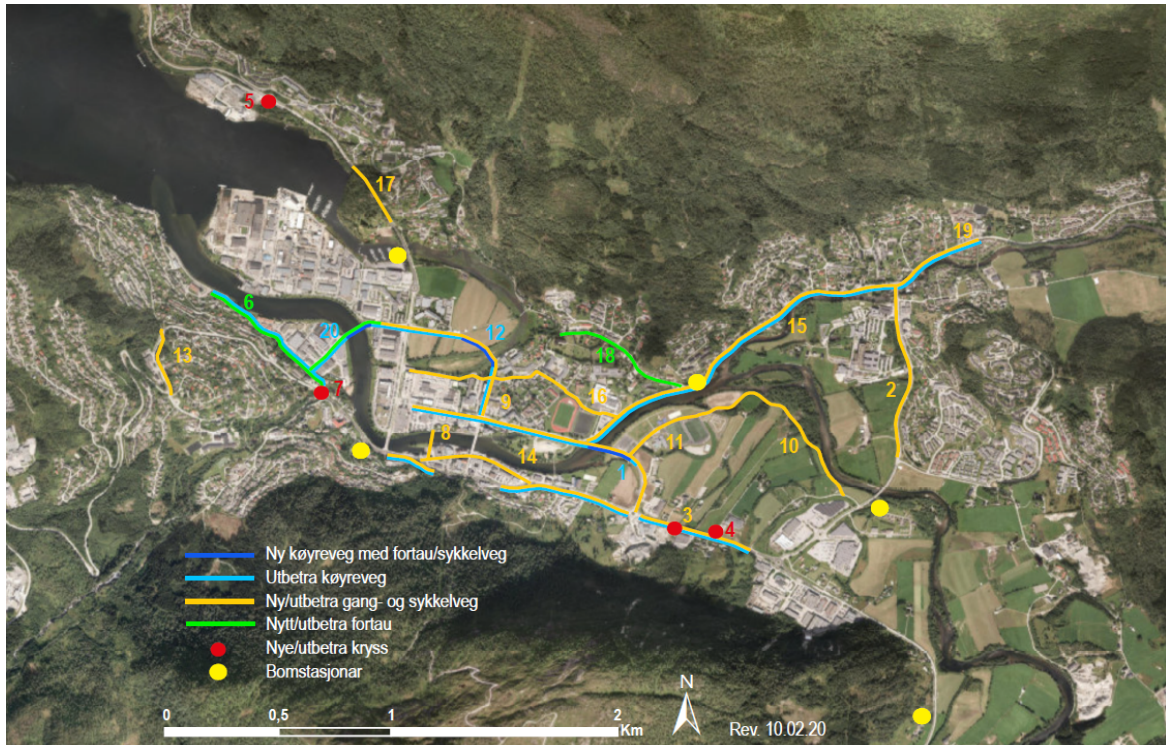 5
17
19
6
20
12
15
13
18
7
9
16
2
8
11
10
14
1
3
4
Ny køyreveg med fortau/sykkelveg
Utbetra køyreveg
Ny/utbetra gang- og sykkelveg
Nytt/utbetra fortau
Nye/utbetra kryss
Bomstasjonar
N
0 0,5 1 2
Km
Rev. 10.02.20